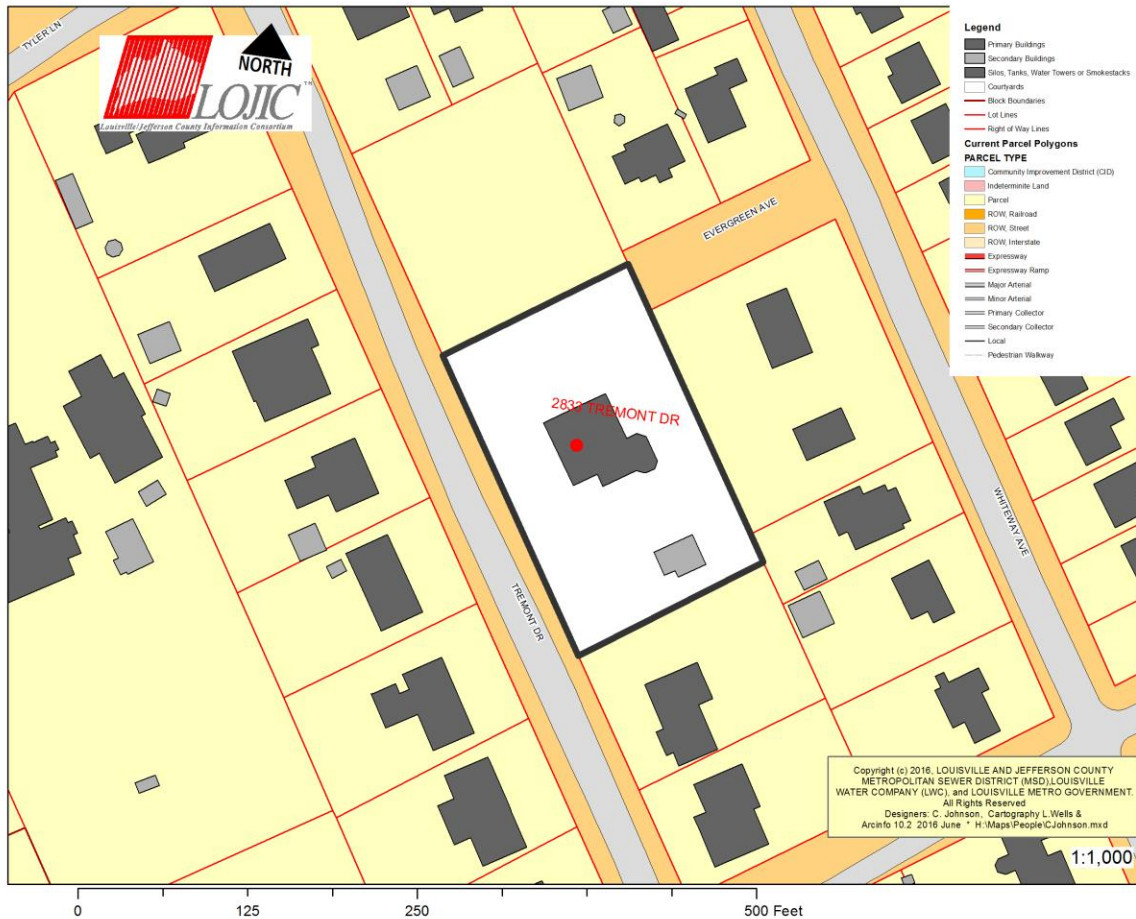 TYLER LN
NORTH
LOJIC™
Louisville/Jefferson County Information Consortium
Legend
Primary Buildings
Secondary Buildings
Silos, Tanks, Water Towers or Smokestacks
Courtyards
Block Boundaries
Lot Lines
Right of Way Lines
Current Parcel Polygons
PARCEL TYPE
Community Improvement District (CID)
Indeterminite Land
Parcel
ROW, Railroad
ROW, Street
ROW, Interstate
Expressway
Expressway Ramp
Major Arterial
Minor Arterial
Primary Collector
Secondary Collector
Local
Pedestrian Walkway
EVERGREEN AVE
2833 TREMONT DR
WHITEWAY AVE
TREMONT DR
Copyright (c) 2016, LOUISVILLE AND JEFFERSON COUNTY
METROPOLITAN SEWER DISTRICT (MSD),LOUISVILLE
WATER COMPANY (LWC), and LOUISVILLE METRO GOVERNMENT.
All Rights Reserved
Designers: C. Johnson, Cartography L.Wells &
Arcinfo 10.2 2016 June * H:\Maps\People\CJohnson.mxd
1:1,000
0 125 250 500 Feet